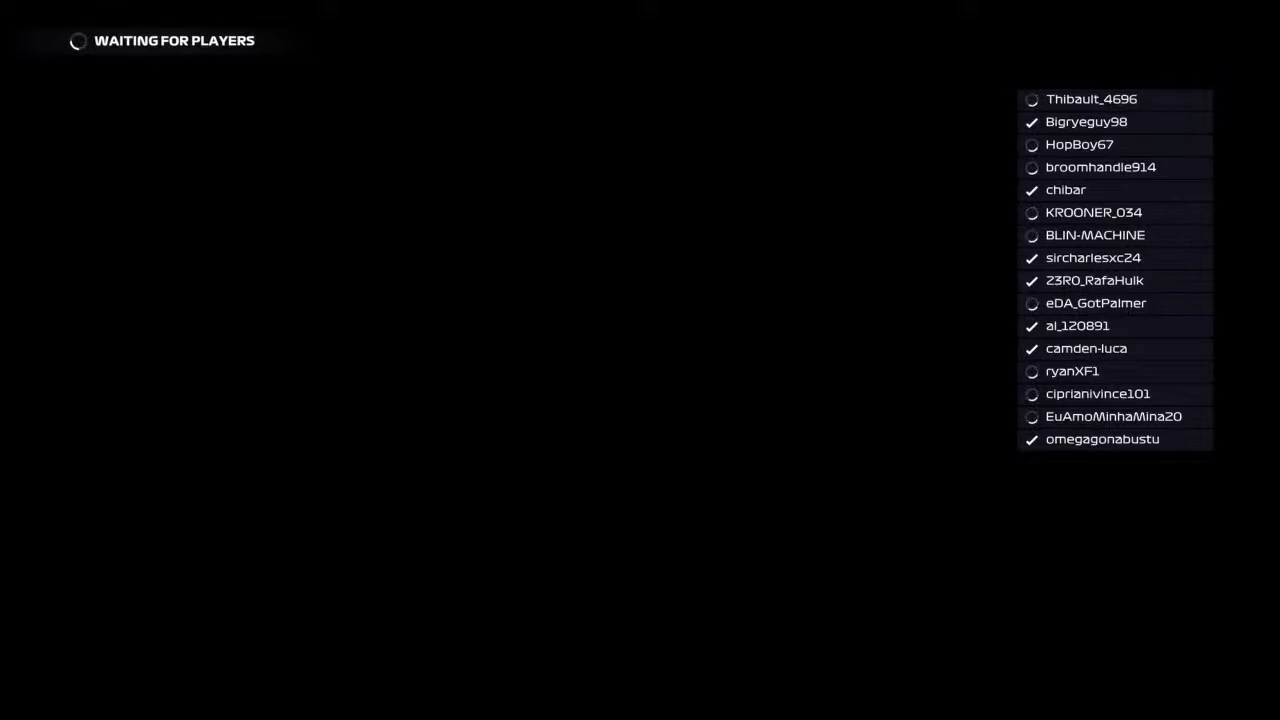 WAITING FOR PLAYERS
Thibault_4696
Bigryeguy98
HopBoy67
broomhandle914
chibar
KROONER_034
BLIN-MACHINE
sircharlesxc24
Z3R0_RafaHulk
eDA_GotPalmer
al_120891
camden-luca
ryanXF1
ciprianivince101
EuAmoMinhaMina20
omegagonabustu